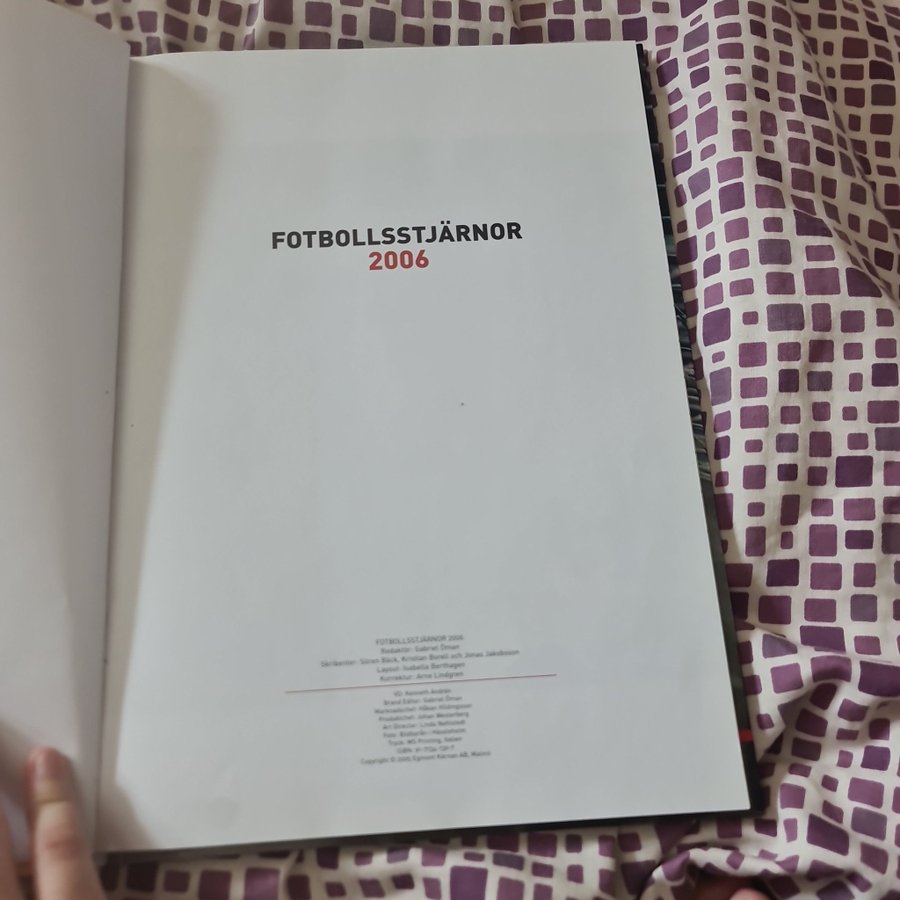 FOTBOLLSSTJÄRNOR
2006
FOTBOLLSSTJÄRNOR 2006
Redaktör: Gabriel Öman
Skribenter: Sören Bäck, Kristian Borell och Jonas Jakobsson
Layout: Isabella Berthagen
Korrektur: Arne Lindgren
VD: Kenneth Andrén
Brand Editor: Gabriel Öman
Marknadschef: Håkan Hildingsson
Produktchef: Johan Westerberg
Art Director: Linda
Foto: Bildbyrån i Hässleholm
Tryck: MS Printing, Italien
ISBN:
Copyright © 2005 Egmont Kärnan AB, Malmö